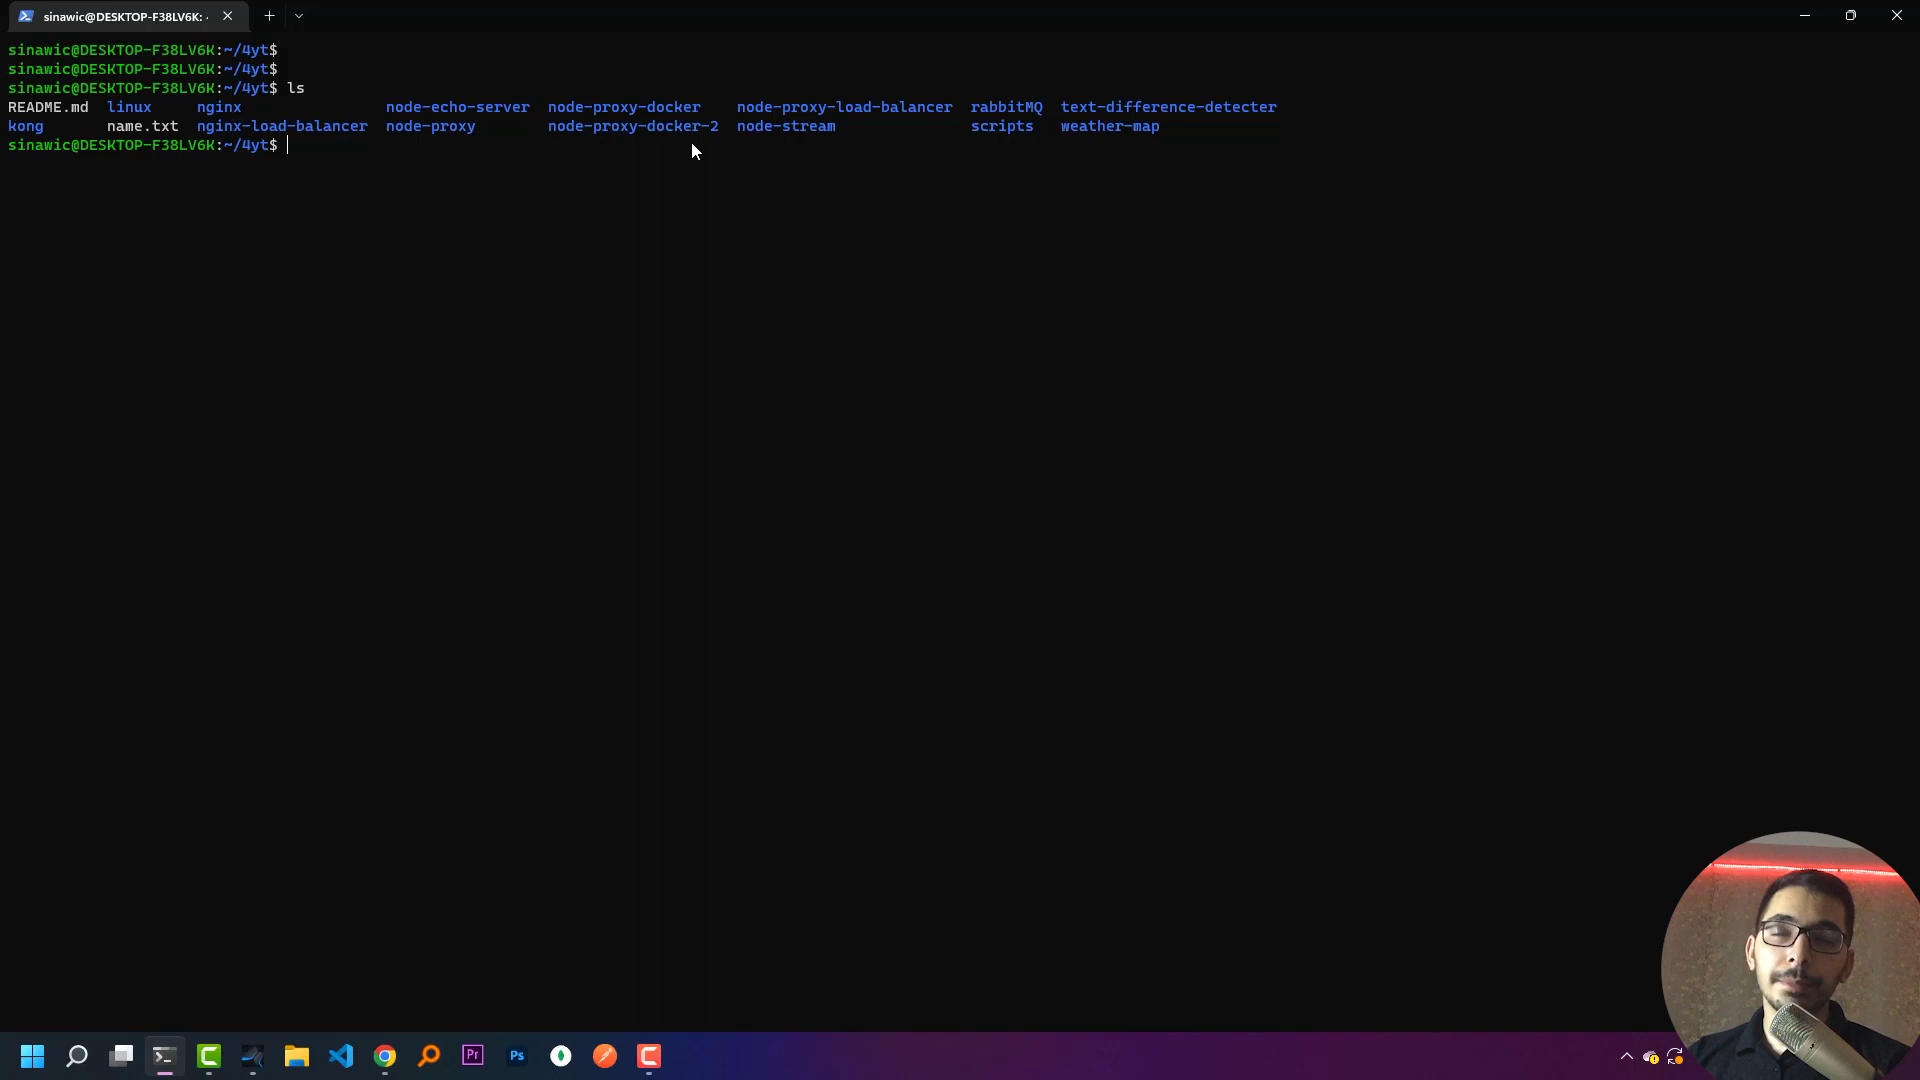 sinawic@DESKTOP-F38LV6K: ~
sinawic@DESKTOP-F38LV6K:~/4yt$
sinawic@DESKTOP-F38LV6K:~/4yt$
sinawic@DESKTOP-F38LV6K:~/4yt$ ls
README.md linux nginx node-echo-server node-proxy-docker node-proxy-load-balancer rabbitMQ text-difference-detecter
kong name.txt nginx-load-balancer node-proxy node-proxy-docker-2 node-stream scripts weather-map
sinawic@DESKTOP-F38LV6K:~/4yt$
Pr Ps